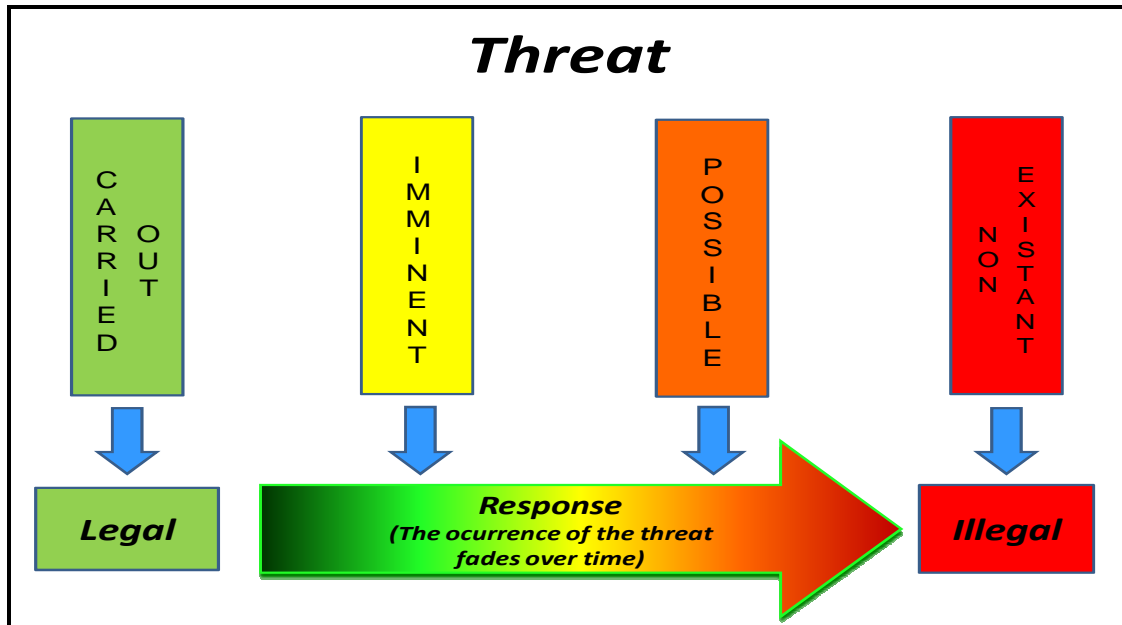 Threat
CARRIED
OUT
IMMINENT
POSSIBLE
NON
EXISTANT
Legal
Response
(The ocurrence of the threat
fades over time)
Illegal